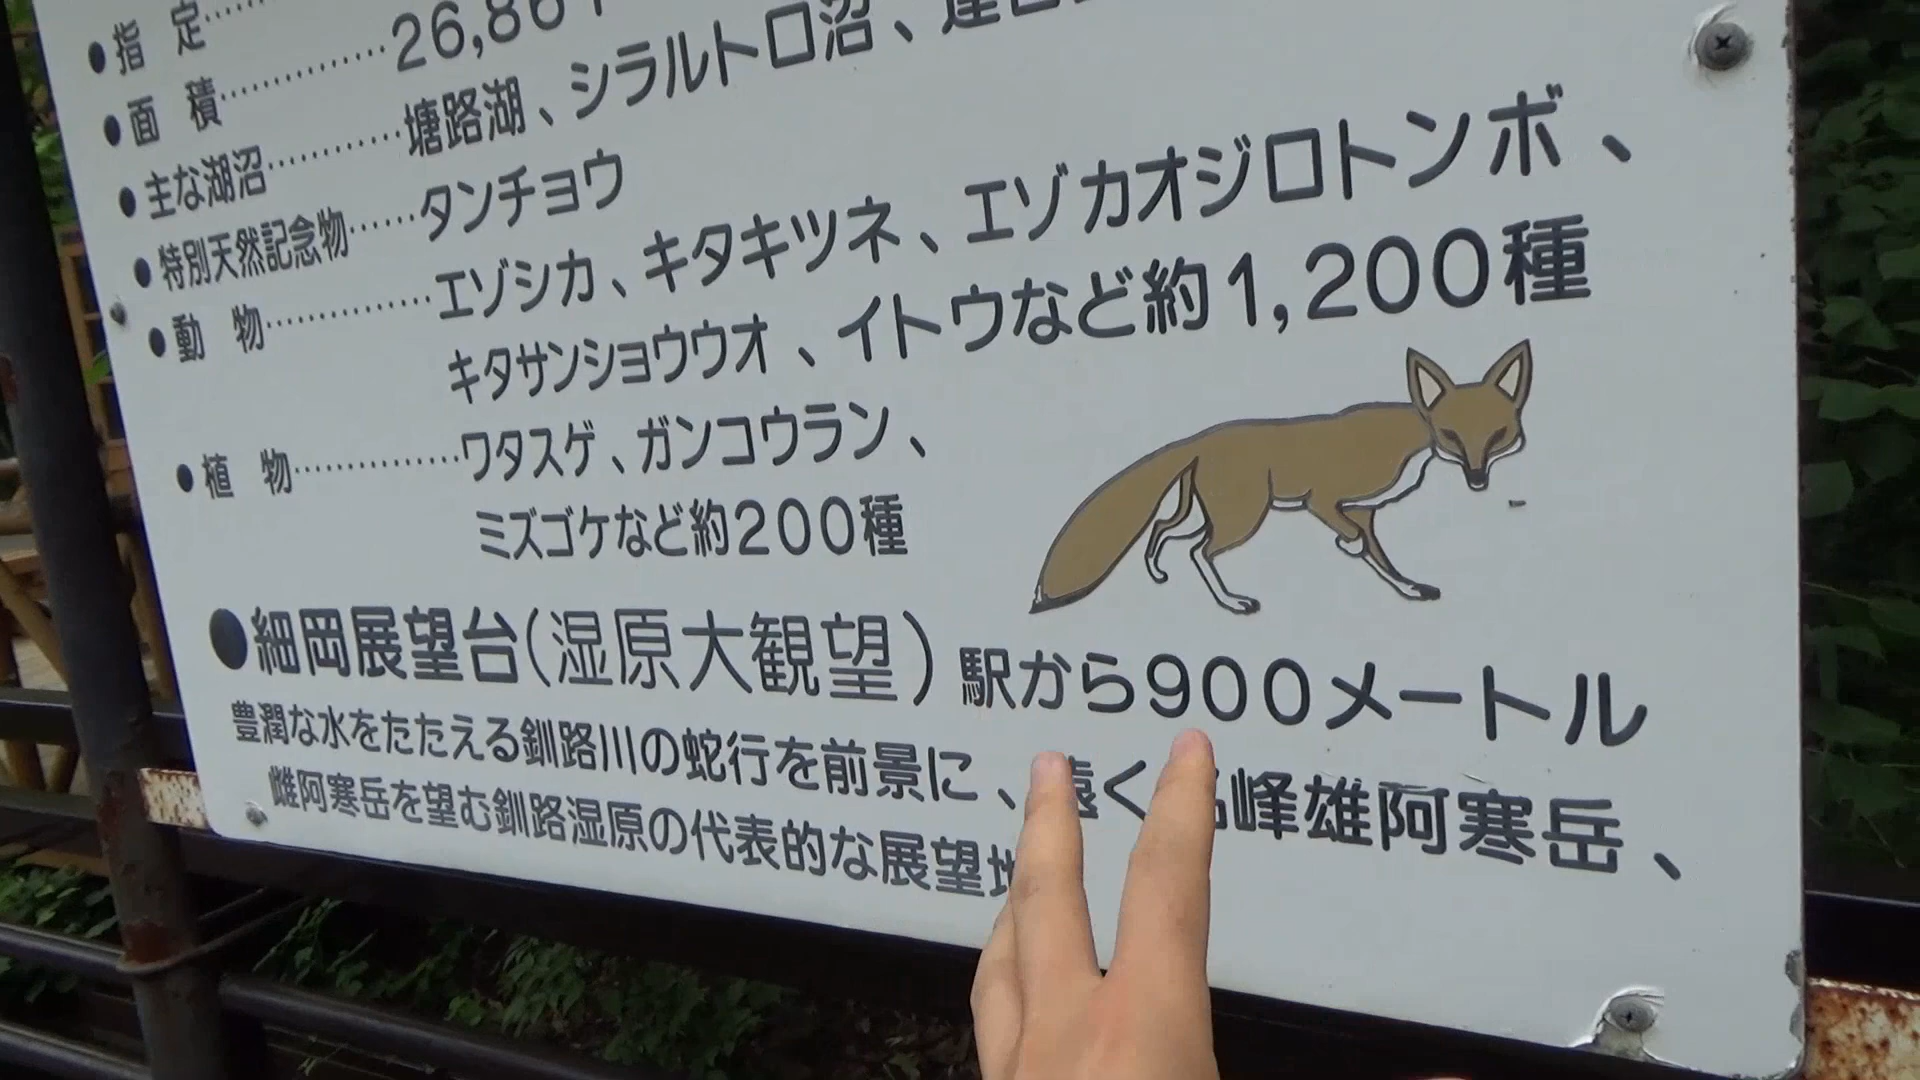 ●指　定
●面　積…………26,861
●主な湖沼…………塘路湖、シラルトロ沼、達古
●特別天然記念物……タンチョウ
●動　物…………エゾシカ、キタキツネ、エゾカオジロトンボ、
キタサンショウウオ、イトウなど約1,200種
●植　物…………ワタスゲ、ガンコウラン、
ミズゴケなど約200種
●細岡展望台(湿原大観望)駅から900メートル
豊潤な水をたたえる釧路川の蛇行を前景に、遠く名峰雄阿寒岳、
雌阿寒岳を望む釧路湿原の代表的な展望地